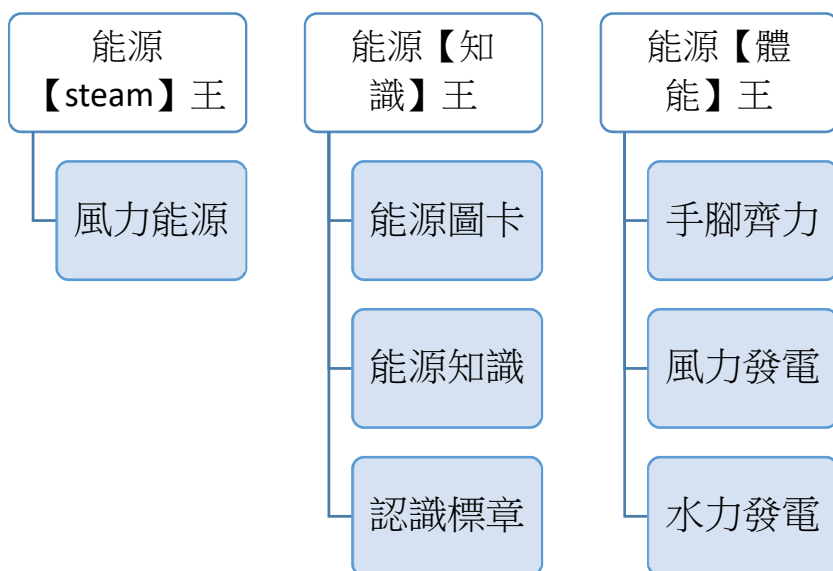 能源
【steam】王
風力能源
能源【知
識】王
能源圖卡
能源知識
認識標章
能源【體
能】王
手腳齊力
風力發電
水力發電